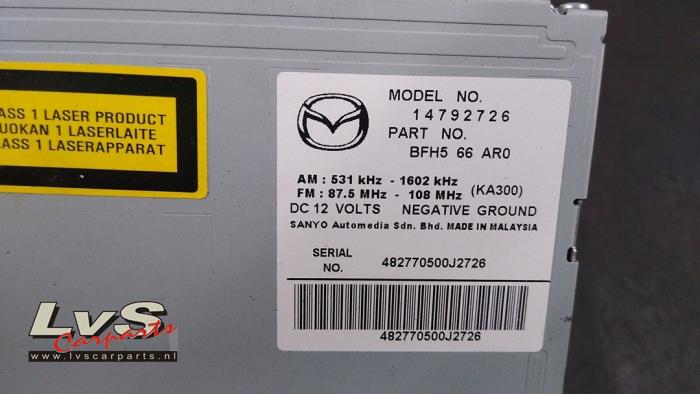 ASS 1 LASER PRODUCT
UOKAN 1 LASERLAITE
ASS 1 LASERAPPARAT
MODEL NO.
14792726
PART NO.
BFH5 66 AR0
AM : 531 kHz - 1602 kHz
FM : 87.5 MHz - 108 MHz (KA300)
DC 12 VOLTS NEGATIVE GROUND
SANYO Automedia Sdn. Bhd. MADE IN MALAYSIA
SERIAL NO. 482770500J2726
482770500J2726
LvS
Carparts
www.lvscarparts.nl